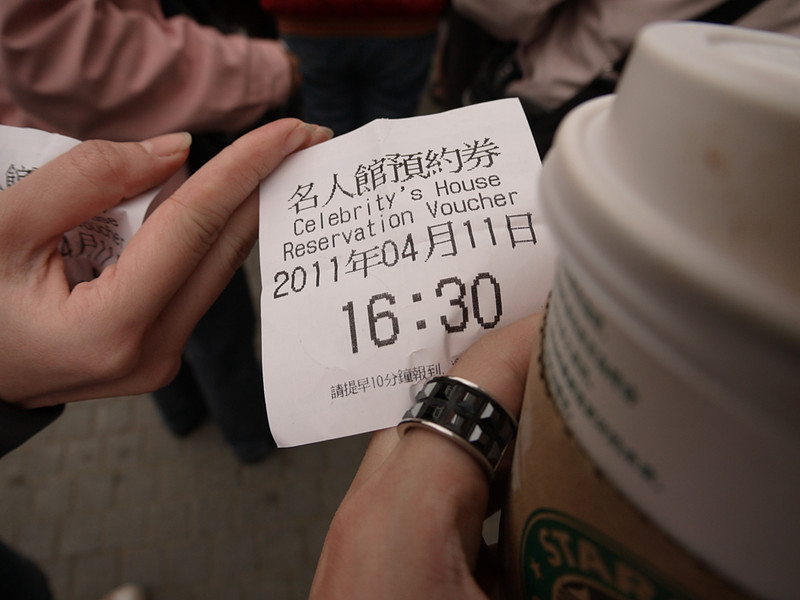 名人館預約券
Celebrity's House
Reservation Voucher
2011年04月11日
16:30
請提早10分鐘報到
STAR